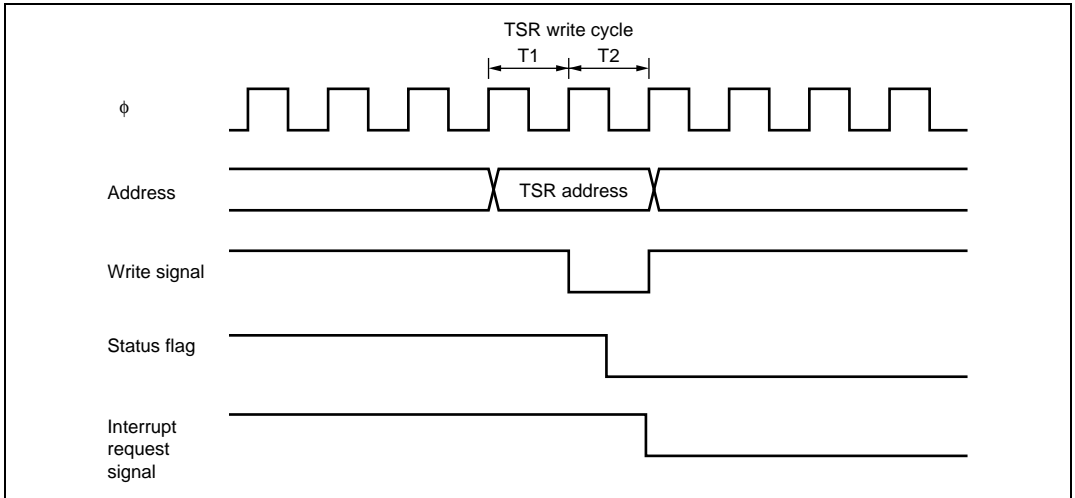 TSR write cycle
T1 T2
ϕ
Address
TSR address
Write signal
Status flag
Interrupt
request
signal